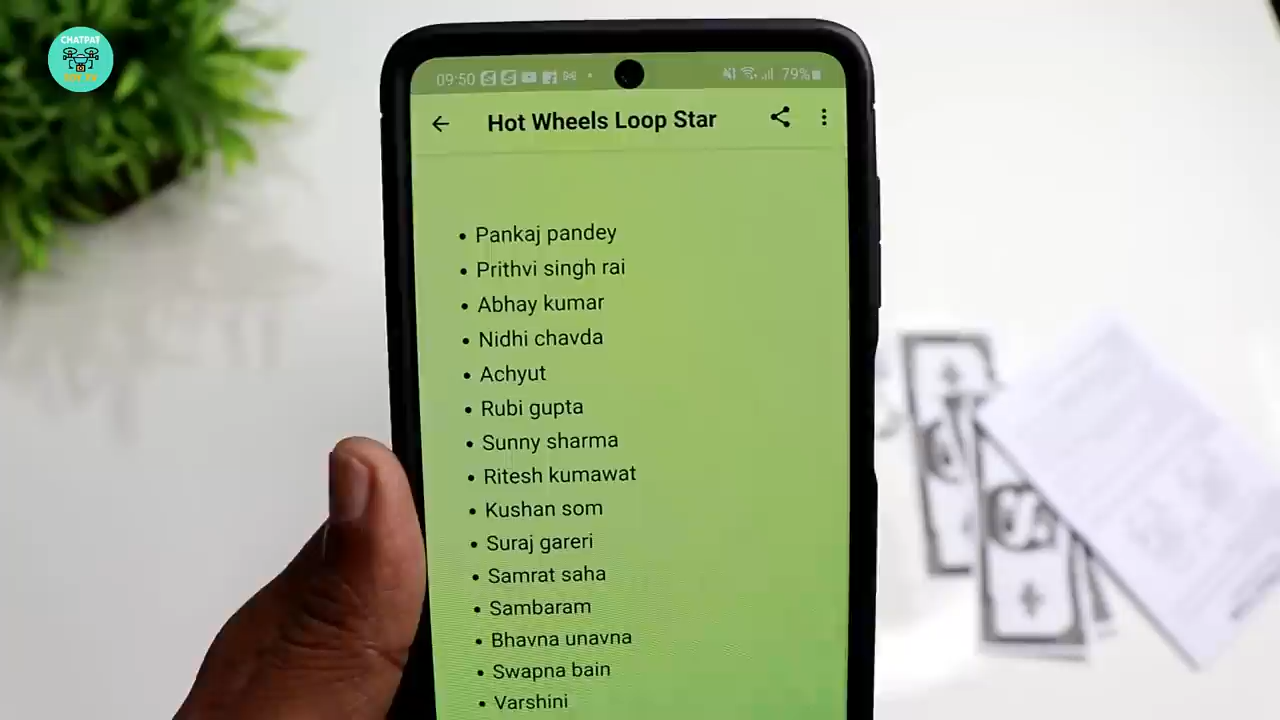 CHATPAT
09:50
79%
Hot Wheels Loop Star
• Pankaj pandey
• Prithvi singh rai
• Abhay kumar
• Nidhi chavda
• Achyut
• Rubi gupta
• Sunny sharma
• Ritesh kumawat
• Kushan som
• Suraj gareri
• Samrat saha
• Sambaram
• Bhavna unavna
• Swapna bain
• Varshini